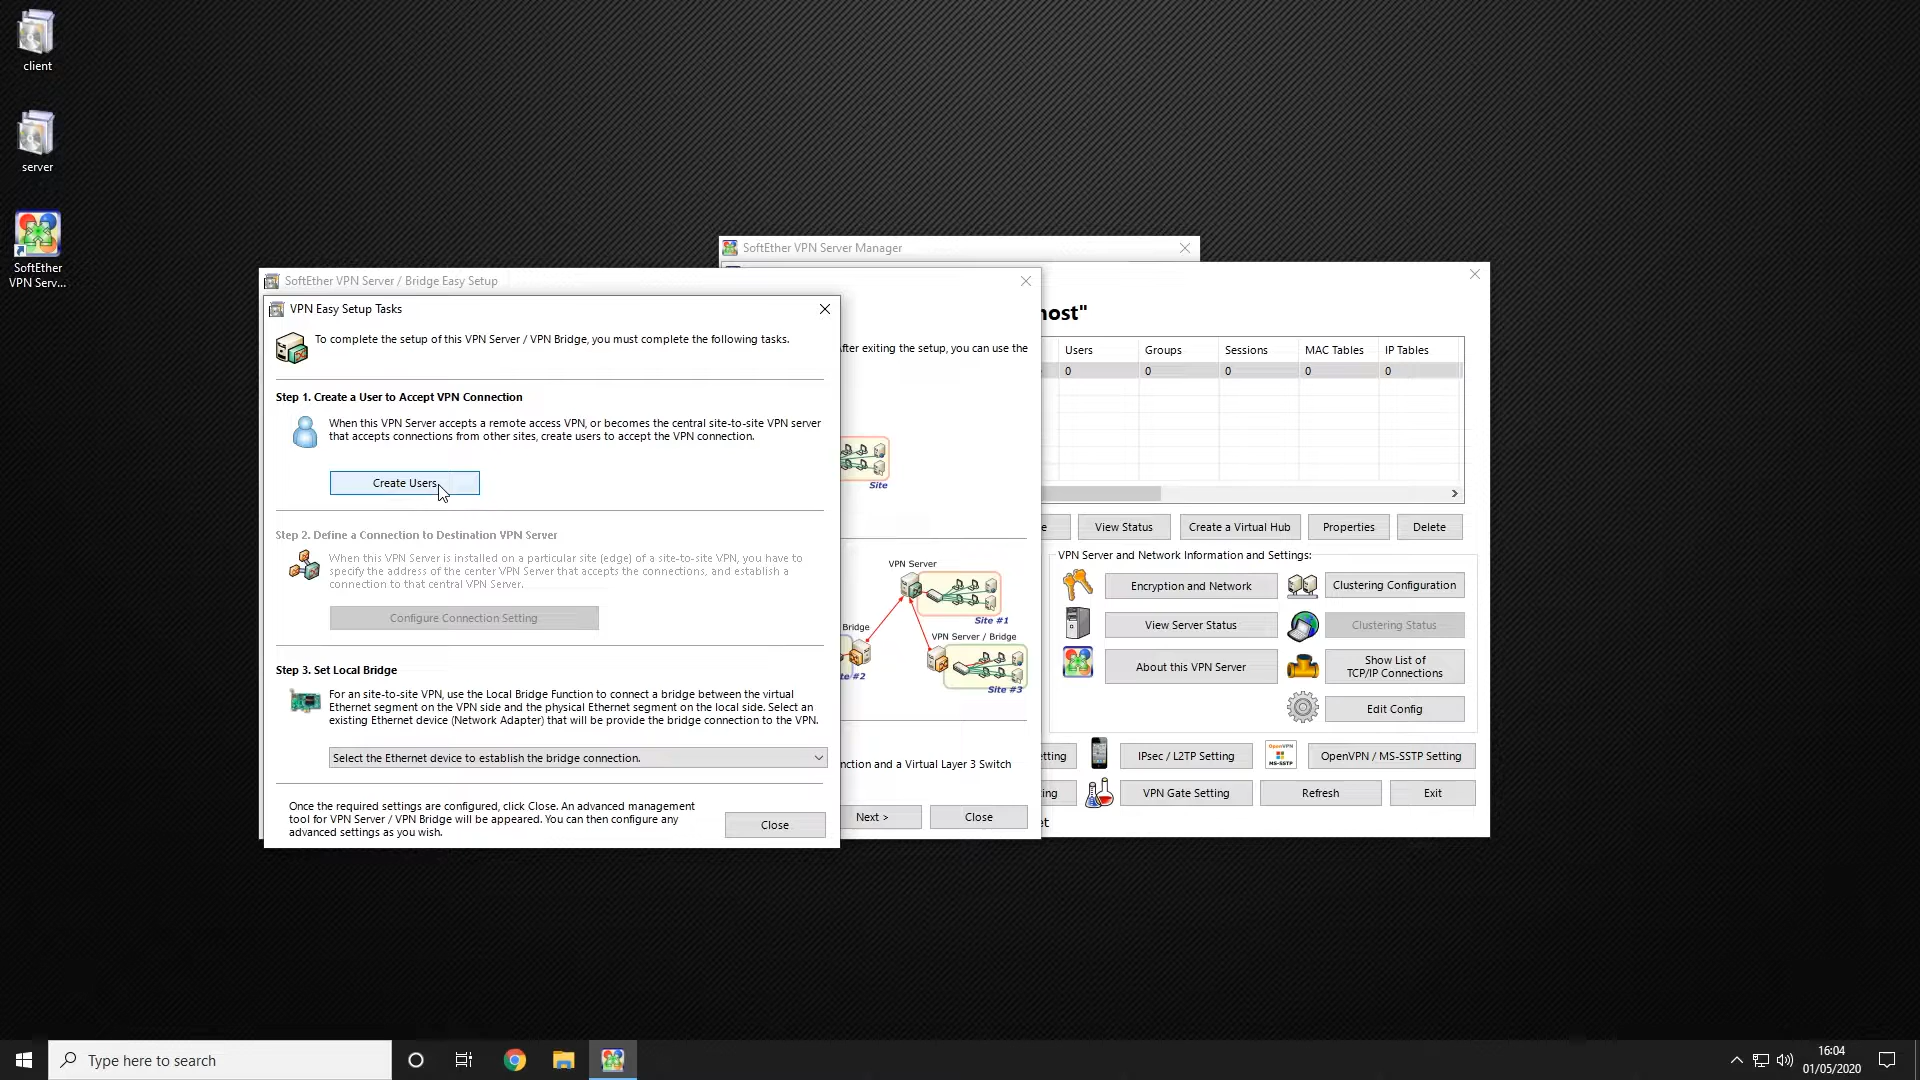 client
server
SoftEther
VPN Serv...
SoftEther VPN Server Manager
SoftEther VPN Server / Bridge Easy Setup
VPN Easy Setup Tasks
To complete the setup of this VPN Server / VPN Bridge, you must complete the following tasks.
Step 1. Create a User to Accept VPN Connection
When this VPN Server accepts a remote access VPN, or becomes the central site-to-site VPN server
that accepts connections from other sites, create users to accept the VPN connection.
Create Users
Step 2. Define a Connection to Destination VPN Server
When this VPN Server is installed on a particular site (edge) of a site-to-site VPN, you have to
specify the address of the center VPN Server that accepts the connections, and establish a
connection to that central VPN Server.
Configure Connection Setting
Step 3. Set Local Bridge
For an site-to-site VPN, use the Local Bridge Function to connect a bridge between the virtual
Ethernet segment on the VPN side and the physical Ethernet segment on the local side. Select an
existing Ethernet device (Network Adapter) that will be provide the bridge connection to the VPN.
Select the Ethernet device to establish the bridge connection.
Once the required settings are configured, click Close. An advanced management
tool for VPN Server / VPN Bridge will be appeared. You can then configure any
advanced settings as you wish.
Close
After exiting the setup, you can use the
Site
VPN Server
Site #1
Bridge
VPN Server / Bridge
te #2
Site #3
nction and a Virtual Layer 3 Switch
Next >
Close
host"
Users Groups Sessions MAC Tables IP Tables
0 0 0 0 0
e
View Status
Create a Virtual Hub
Properties
Delete
VPN Server and Network Information and Settings:
Encryption and Network
Clustering Configuration
View Server Status
Clustering Status
About this VPN Server
Show List of
TCP/IP Connections
Edit Config
etting
IPsec / L2TP Setting
OpenVPN
MS-SSTP
OpenVPN / MS-SSTP Setting
ing
VPN Gate Setting
Refresh
Exit
et
Type here to search
16:04
01/05/2020